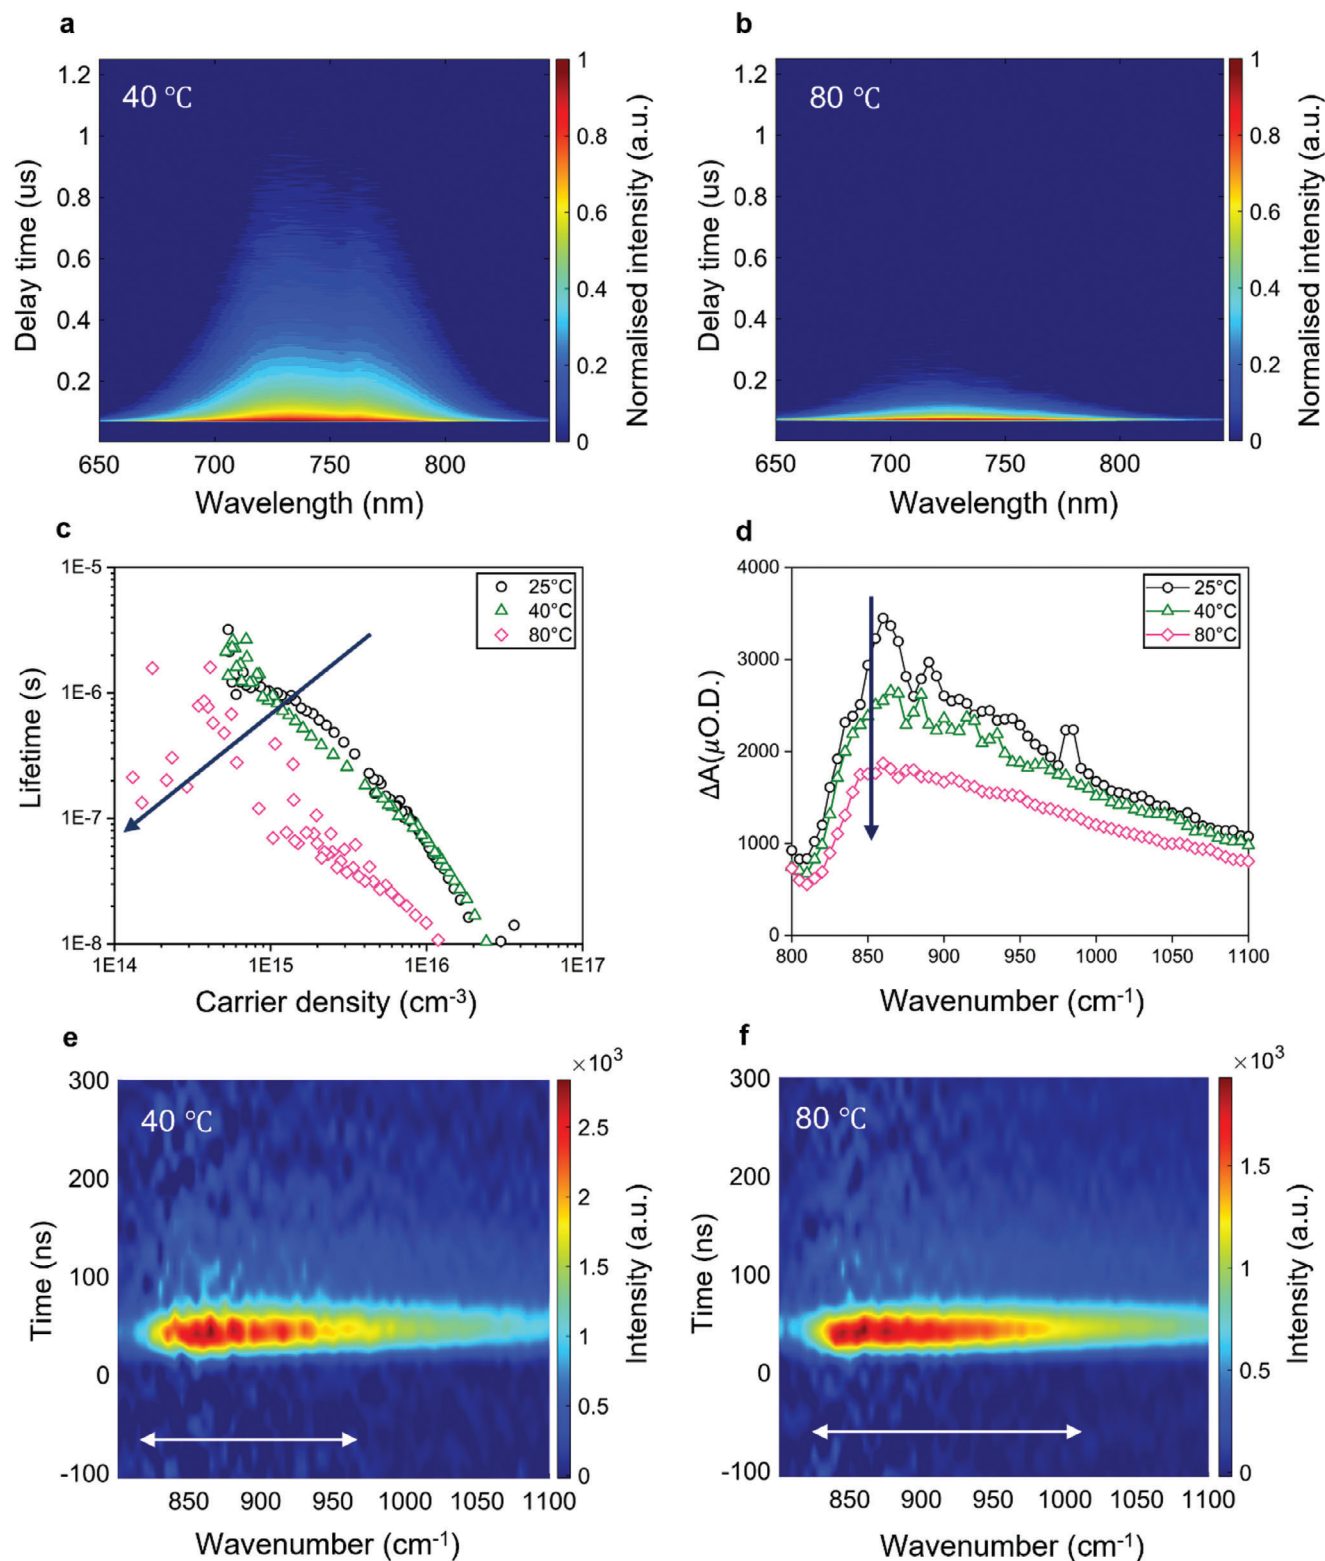 a
b
40 °C
80 °C
1.2
1
0.8
0.6
0.4
0.2
Delay time (us)
650
700
750
800
Wavelength (nm)
1
0.8
0.6
0.4
0.2
0
Normalised intensity (a.u.)
1.2
1
0.8
0.6
0.4
0.2
Delay time (us)
650
700
750
800
Wavelength (nm)
1
0.8
0.6
0.4
0.2
0
Normalised intensity (a.u.)
c
d
1E-5
1E-6
1E-7
1E-8
Lifetime (s)
25°C
40°C
80°C
1E14
1E15
1E16
1E17
Carrier density (cm⁻³)
4000
3000
2000
1000
0
ΔA(μO.D.)
25°C
40°C
80°C
800
850
900
950
1000
1050
1100
Wavenumber (cm⁻¹)
e
f
40 °C
80 °C
300
200
100
0
-100
Time (ns)
850
900
950
1000
1050
1100
Wavenumber (cm⁻¹)
×10³
2.5
2
1.5
1
0.5
0
Intensity (a.u.)
300
200
100
0
-100
Time (ns)
850
900
950
1000
1050
1100
Wavenumber (cm⁻¹)
×10³
1.5
1
0.5
0
Intensity (a.u.)